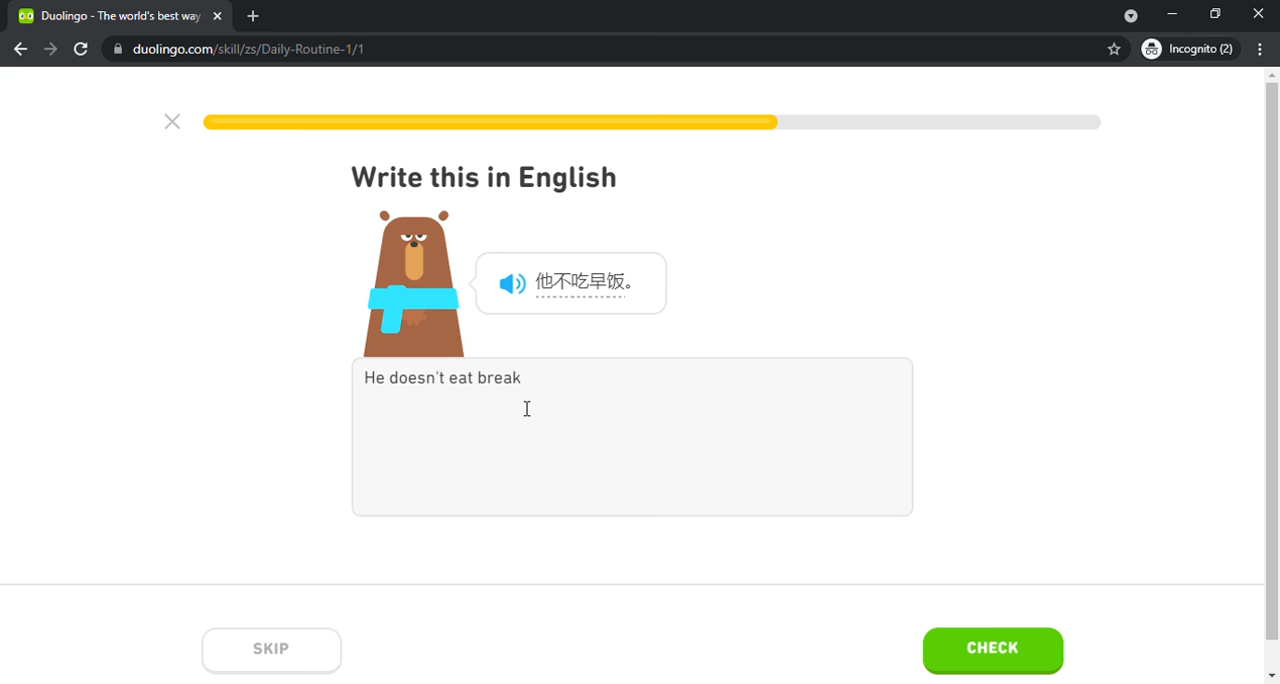 Duolingo - The world's best way
Incognito (2)
duolingo.com/skill/zs/Daily-Routine-1/1
Write this in English
他不吃早饭。
He doesn't eat break
SKIP
CHECK